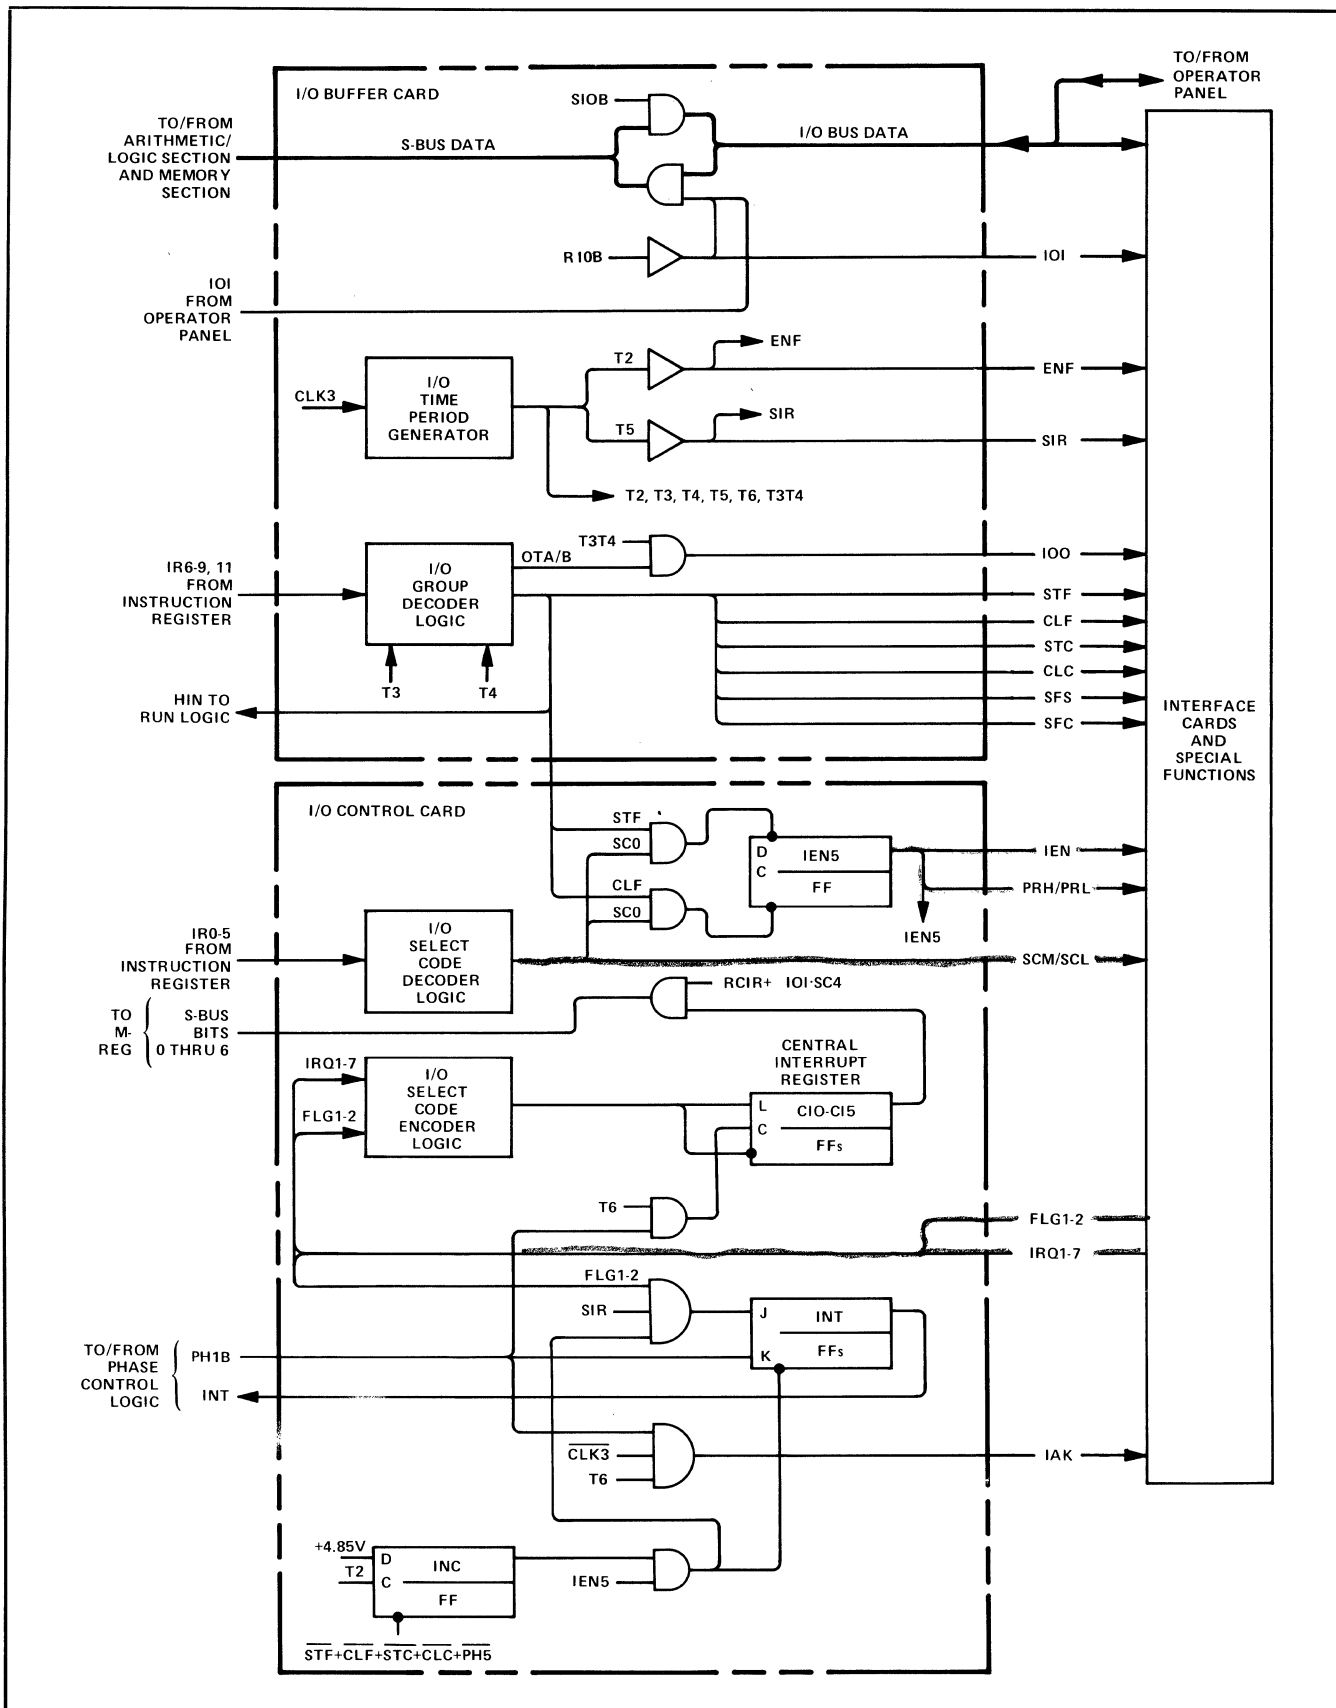 TO/FROM
OPERATOR
PANEL
I/O BUFFER CARD
SIOB
TO/FROM
ARITHMETIC/
LOGIC SECTION
AND MEMORY
SECTION
S-BUS DATA
I/O BUS DATA
R10B
IOI
IOI
FROM
OPERATOR
PANEL
CLK3
I/O
TIME
PERIOD
GENERATOR
T2
ENF
ENF
T5
SIR
SIR
T2, T3, T4, T5, T6, T3T4
IR6-9, 11
FROM
INSTRUCTION
REGISTER
I/O
GROUP
DECODER
LOGIC
OTA/B
T3T4
IOO
STF
CLF
STC
CLC
SFS
SFC
T3
T4
HIN TO
RUN LOGIC
INTERFACE
CARDS
AND
SPECIAL
FUNCTIONS
I/O CONTROL CARD
STF
SC0
CLF
SC0
D
C
IEN5
FF
IEN
PRH/PRL
IEN5
IR0-5
FROM
INSTRUCTION
REGISTER
I/O
SELECT
CODE
DECODER
LOGIC
SCM/SCL
RCIR+ IOI·SC4
TO
M-
REG
S-BUS
BITS
0 THRU 6
IRQ1-7
FLG1-2
I/O
SELECT
CODE
ENCODER
LOGIC
CENTRAL
INTERRUPT
REGISTER
L
C
CIO-CI5
FFs
T6
FLG1-2
IRQ1-7
FLG1-2
SIR
J
K
INT
FFs
TO/FROM
PHASE
CONTROL
LOGIC
PH1B
INT
CLK3
T6
IAK
+4.85V
T2
D
C
INC
FF
IEN5
STF+CLF+STC+CLC+PH5